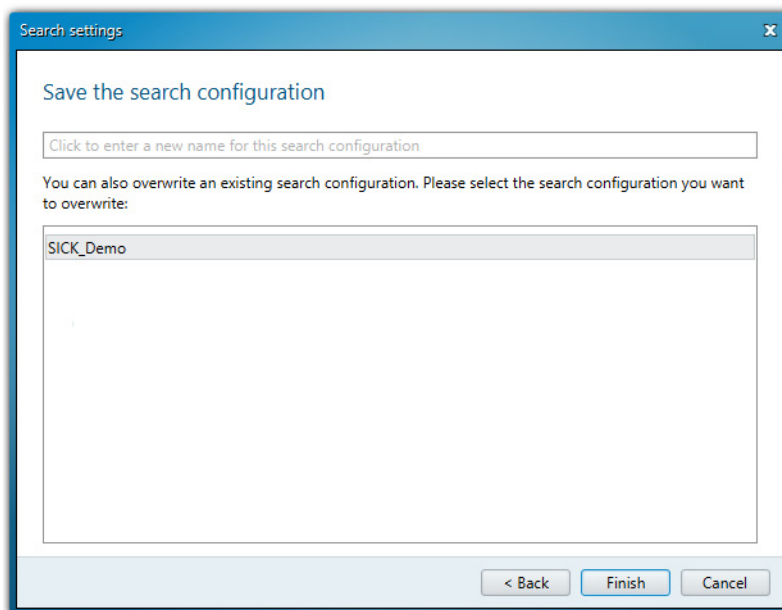 Search settings
Save the search configuration
Click to enter a new name for this search configuration
You can also overwrite an existing search configuration. Please select the search configuration you want
to overwrite:
SICK_Demo
< Back Finish Cancel